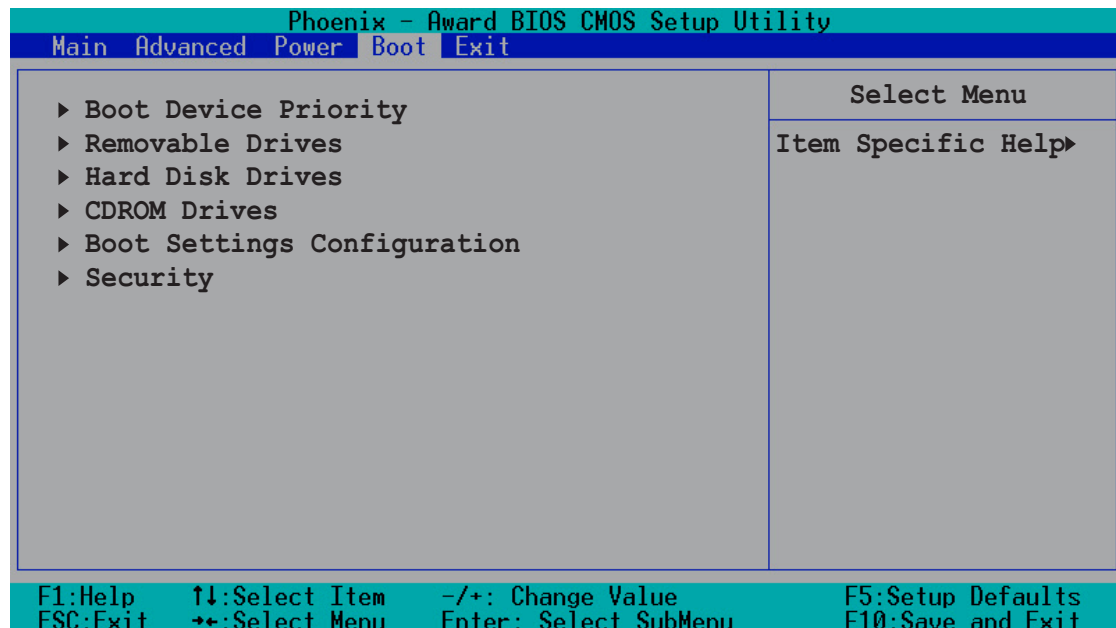 Phoenix - Award BIOS CMOS Setup Utility
Main Advanced Power Boot Exit
Boot Device Priority
Removable Drives
Hard Disk Drives
CDROM Drives
Boot Settings Configuration
Security
Select Menu
Item Specific Help
F1:Help ↑↓:Select Item -/+: Change Value F5:Setup Defaults
ESC:Exit →←:Select Menu Enter: Select SubMenu F10:Save and Exit